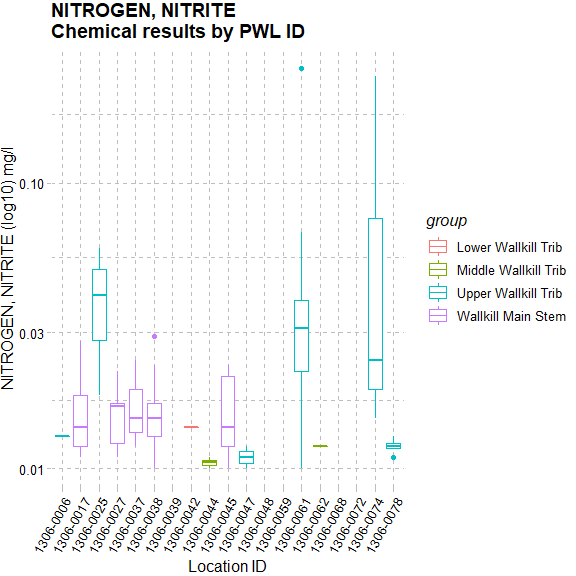 NITROGEN, NITRITE
Chemical results by PWL ID
NITROGEN, NITRITE (log10) mg/l
0.10
0.03
0.01
1306-0006
1306-0017
1306-0025
1306-0027
1306-0037
1306-0038
1306-0039
1306-0042
1306-0044
1306-0045
1306-0047
1306-0048
1306-0059
1306-0061
1306-0062
1306-0068
1306-0072
1306-0074
1306-0078
Location ID
group
Lower Wallkill Trib
Middle Wallkill Trib
Upper Wallkill Trib
Wallkill Main Stem